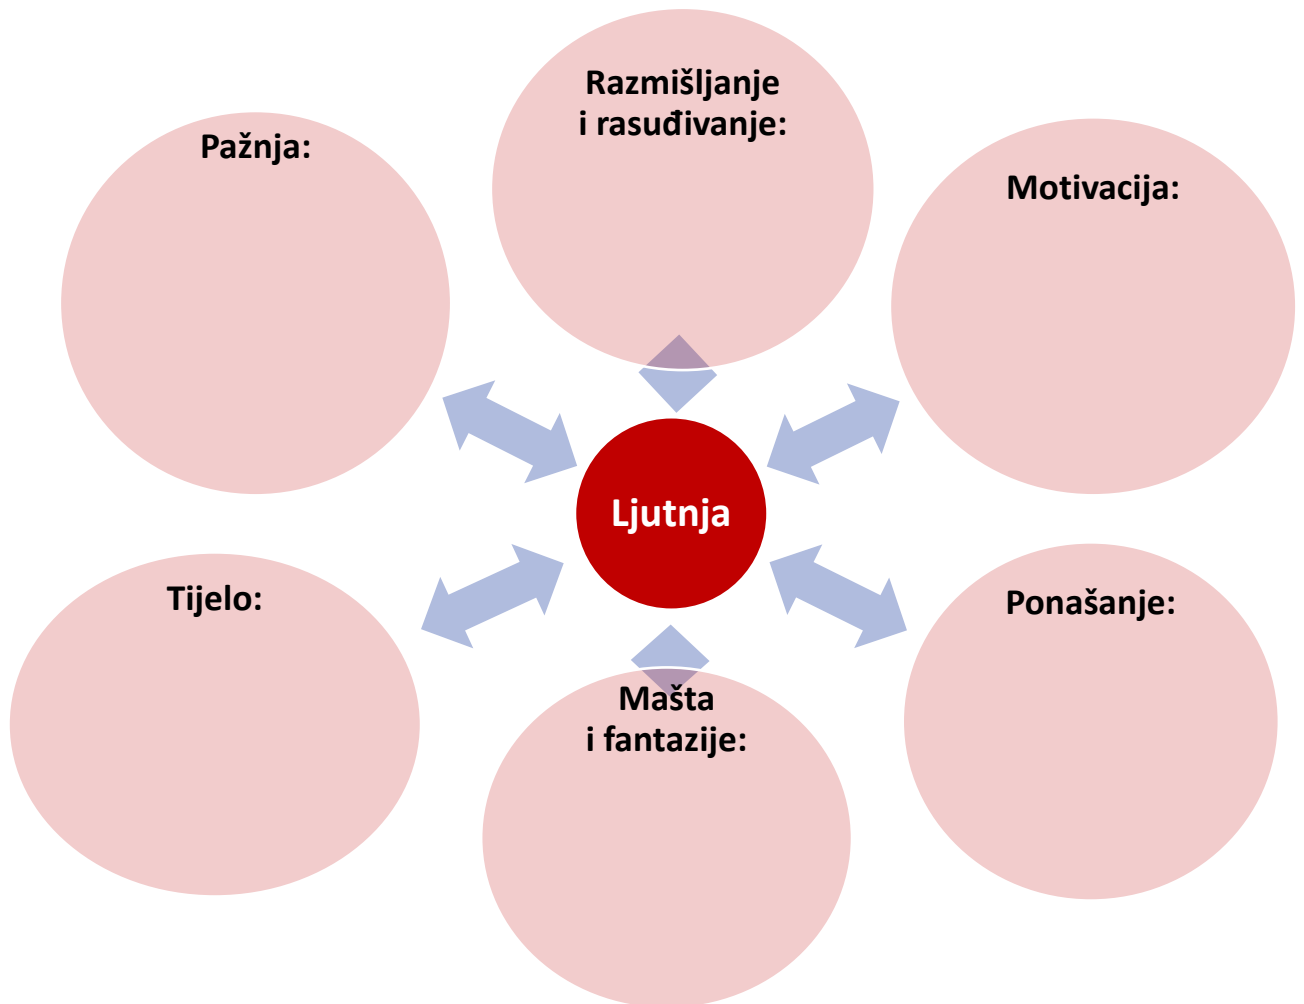 Razmišljanje
i rasuđivanje:
Pažnja:
Motivacija:
Ljutnja
Tijelo:
Ponašanje:
Mašta
i fantazije: